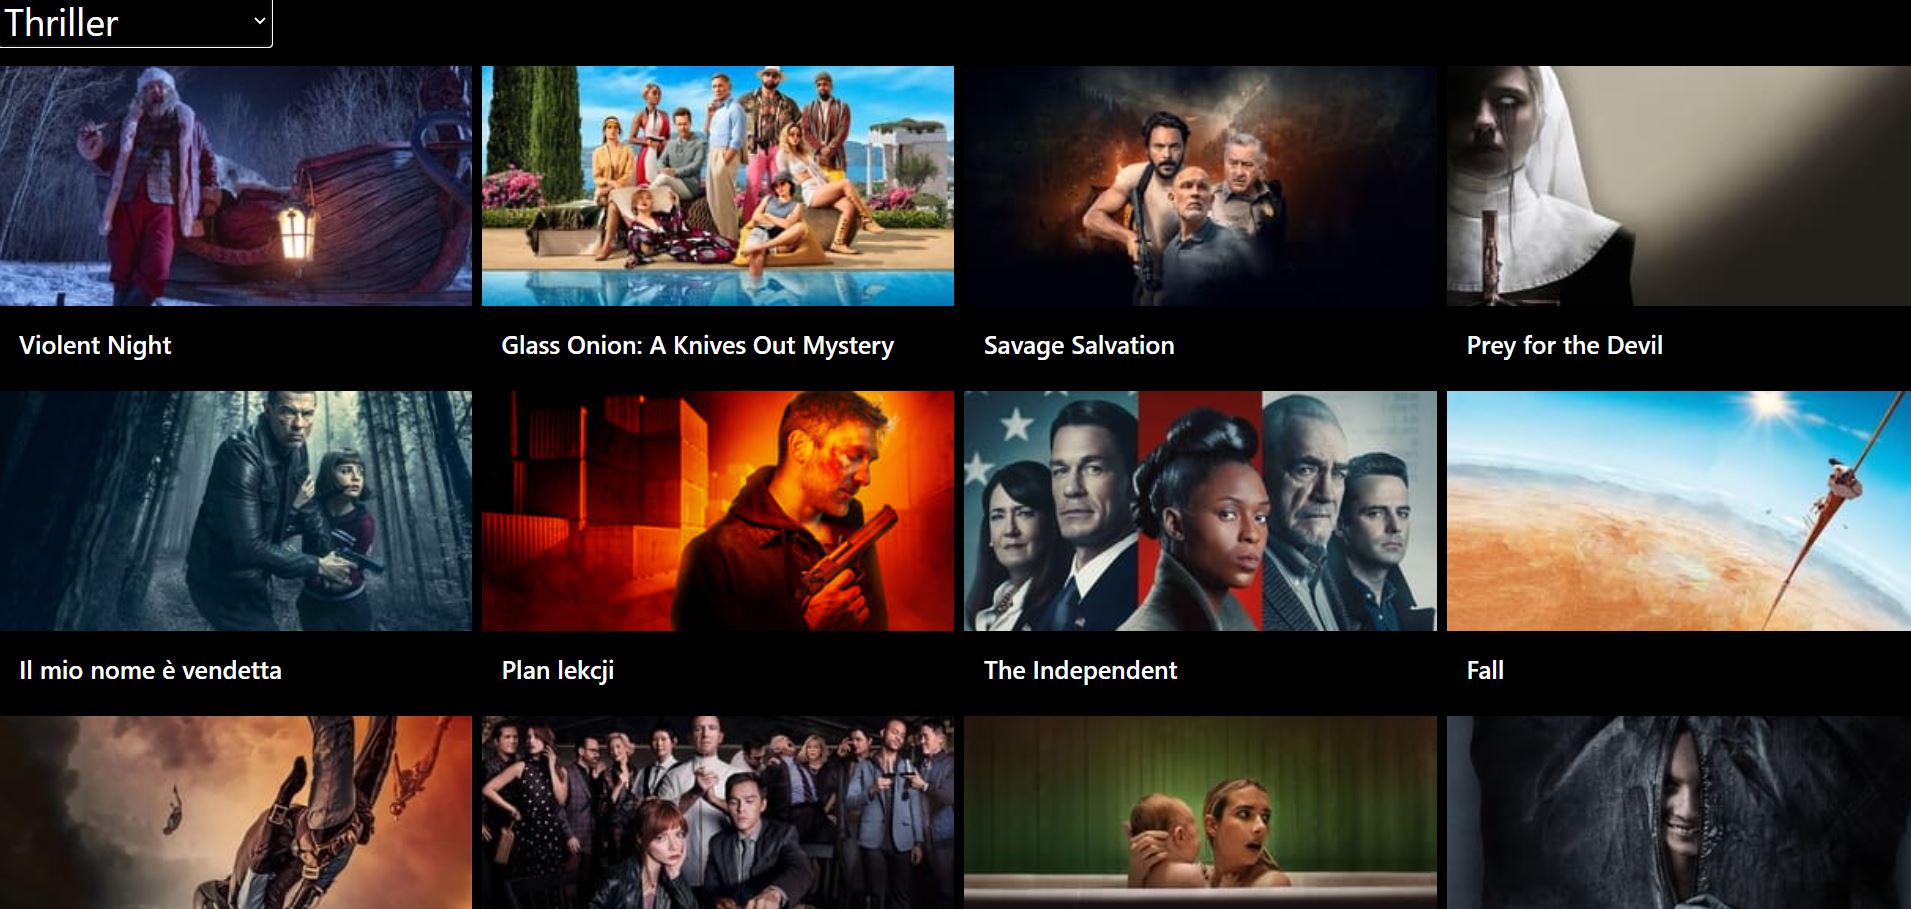 Thriller
Violent Night
Glass Onion: A Knives Out Mystery
Savage Salvation
Prey for the Devil
Il mio nome è vendetta
Plan lekcji
The Independent
Fall